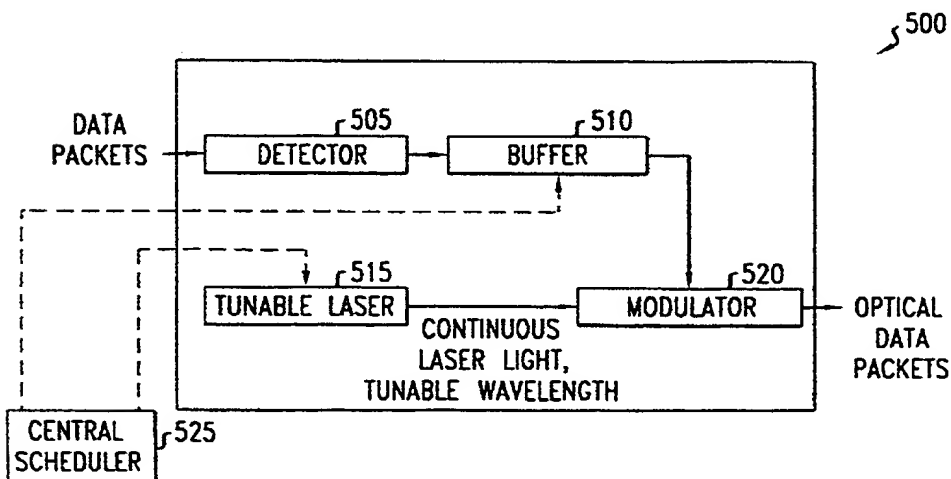 500
DATA
PACKETS
505
DETECTOR
510
BUFFER
515
TUNABLE LASER
520
MODULATOR
CONTINUOUS
LASER LIGHT,
TUNABLE WAVELENGTH
OPTICAL
DATA
PACKETS
CENTRAL
SCHEDULER
525